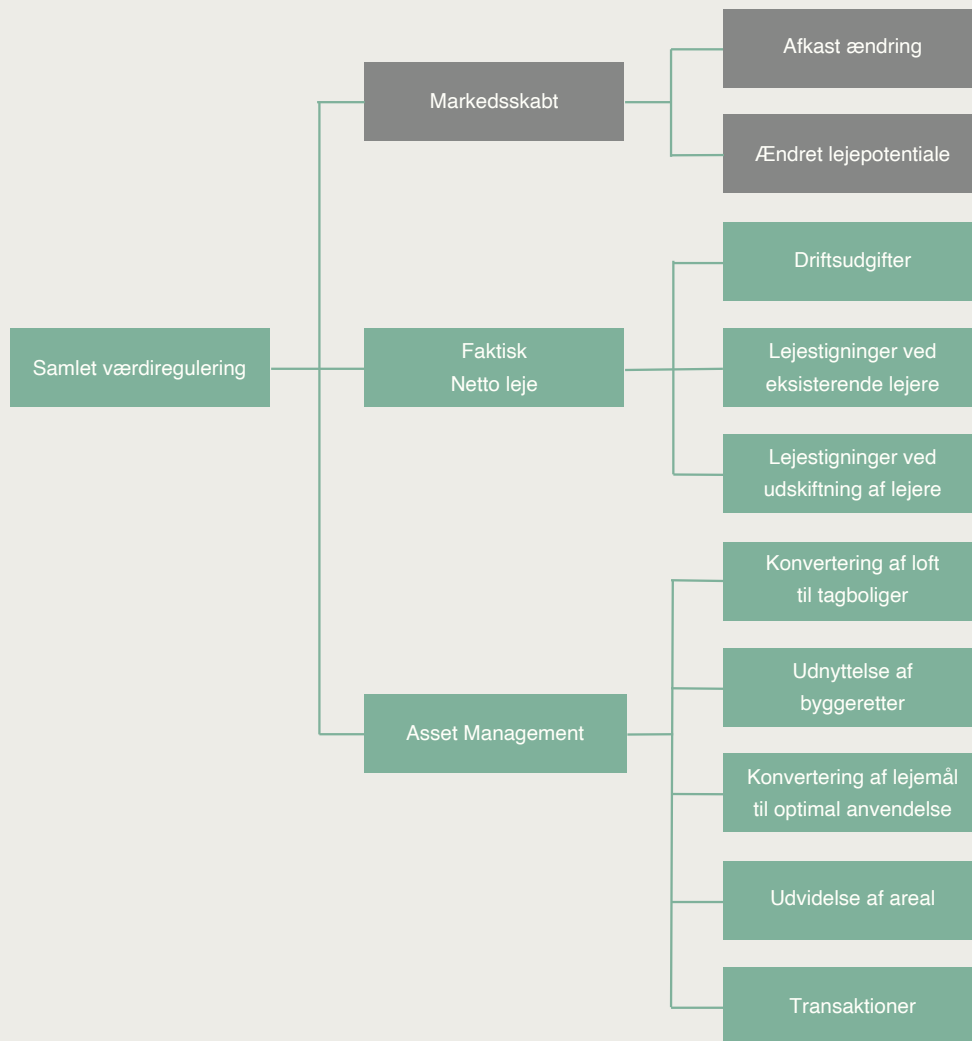 Samlet værdiregulering
Markedsskabt
Afkast ændring
Ændret lejepotentiale
Faktisk
Netto leje
Driftsudgifter
Lejestigninger ved
eksisterende lejere
Lejestigninger ved
udskiftning af lejere
Asset Management
Konvertering af loft
til tagboliger
Udnyttelse af
byggeretter
Konvertering af lejemål
til optimal anvendelse
Udvidelse af areal
Transaktioner